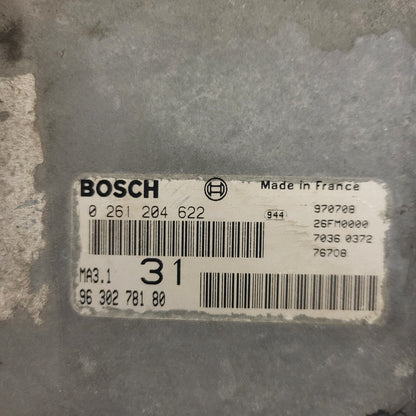 BOSCH Made in France
0 261 204 622 944 970708
26FM0000
7036 0372
76708
MA3.1 31
96 302 781 80